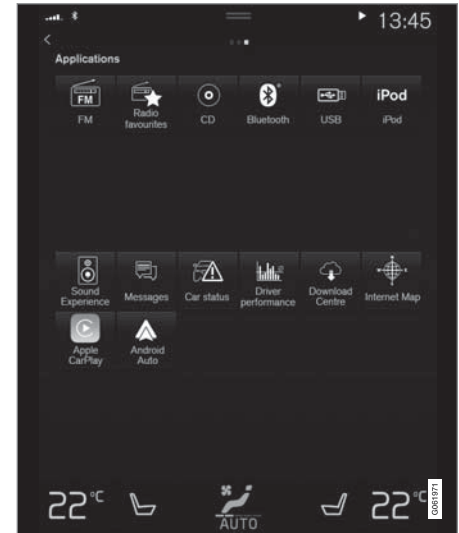 13:45
Applications
FM
FM
Radio
favourites
CD
Bluetooth
USB
iPod
iPod
Sound
Experience
Messages
Car status
Driver
performance
Download
Centre
Internet Map
Apple
CarPlay
Android
Auto
22°C
AUTO
22°C
G061971